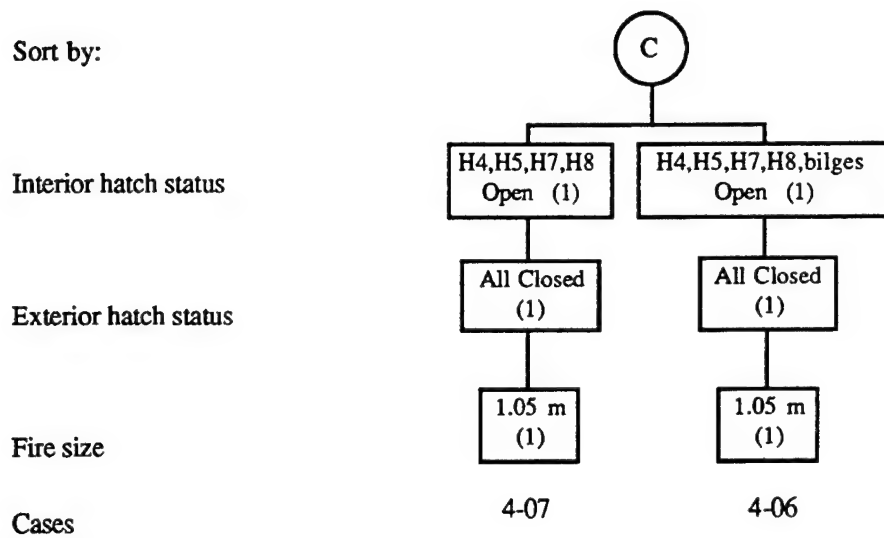 Sort by:
C
Interior hatch status
H4,H5,H7,H8
Open (1)
H4,H5,H7,H8,bilges
Open (1)
Exterior hatch status
All Closed
(1)
All Closed
(1)
Fire size
1.05 m
(1)
1.05 m
(1)
Cases
4-07
4-06